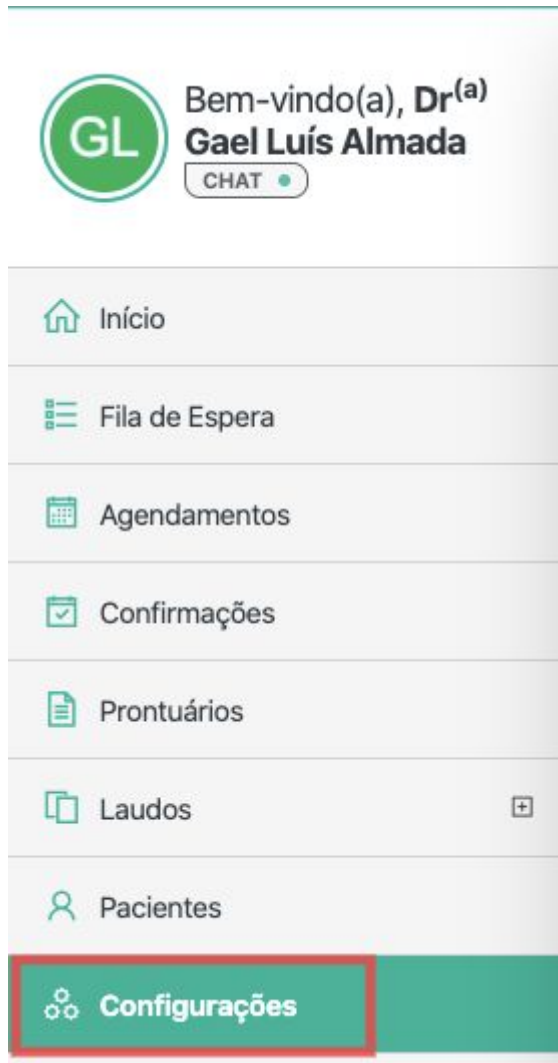 GL
Bem-vindo(a), Dr(a)
Gael Luís Almada
CHAT
Início
Fila de Espera
Agendamentos
Confirmações
Prontuários
Laudos
Pacientes
Configurações